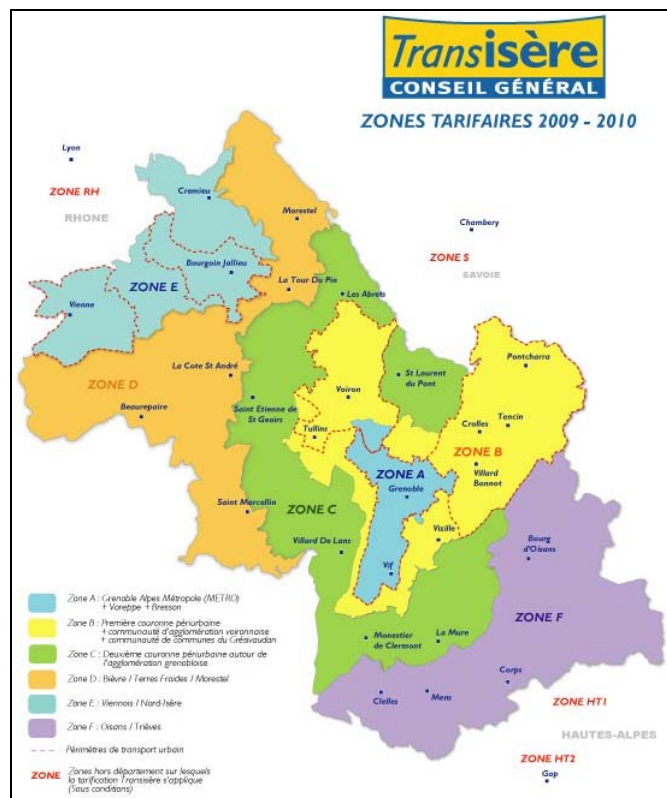 Transisère
CONSEIL GÉNÉRAL
ZONES TARIFAIRES 2009 - 2010
Lyon
ZONE RH
RHONE
Cremieu
Morestel
Chambery
ZONE S
SAVOIE
Bourgoin Jallieu
ZONE E
Vienne
La Tour Du Pin
Les Abrets
Pontcharra
La Cote St André
ZONE D
Beaurepaire
Saint Etienne de
St Geoirs
Voiron
St Laurent
du Pont
Tullins
Crolles
Tencin
ZONE B
Villard
Bonnot
ZONE A
Grenoble
ZONE C
Saint Marcellin
Villard De Lans
Vizille
Bourg
d'Oisans
Vif
ZONE F
Monestier
de Clermont
La Mure
Corps
Clelles
Mens
ZONE HT1
HAUTES-ALPES
ZONE HT2
Gap
Zone A : Grenoble Alpes Métropole (METRO)
+ Voreppe + Bresson
Zone B : Première couronne périurbaine
+ communauté d'agglomération voironnaise
+ communauté de communes du Grésivaudan
Zone C : Deuxième couronne périurbaine autour de
l'agglomération grenobloise
Zone D : Bièvre / Terres Froides / Morestel
Zone E : Viennois / Nord-Isère
Zone F : Oisans / Trièves
Périmètres de transport urbain
ZONE Zones hors département sur lesquels
la tarification Transisère s'applique
(Sous conditions)